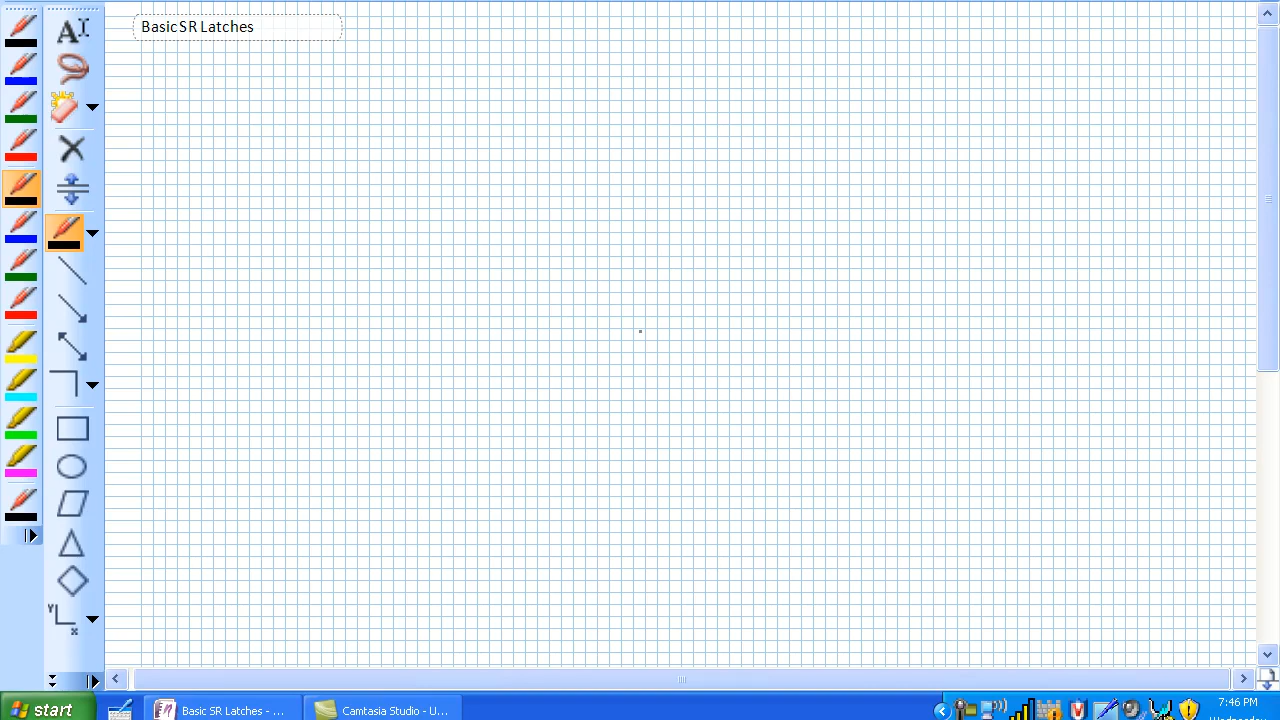 Basic SR Latches
A
Y
x
start
Basic SR Latches - ...
Camtasia Studio - U...
7:46 PM